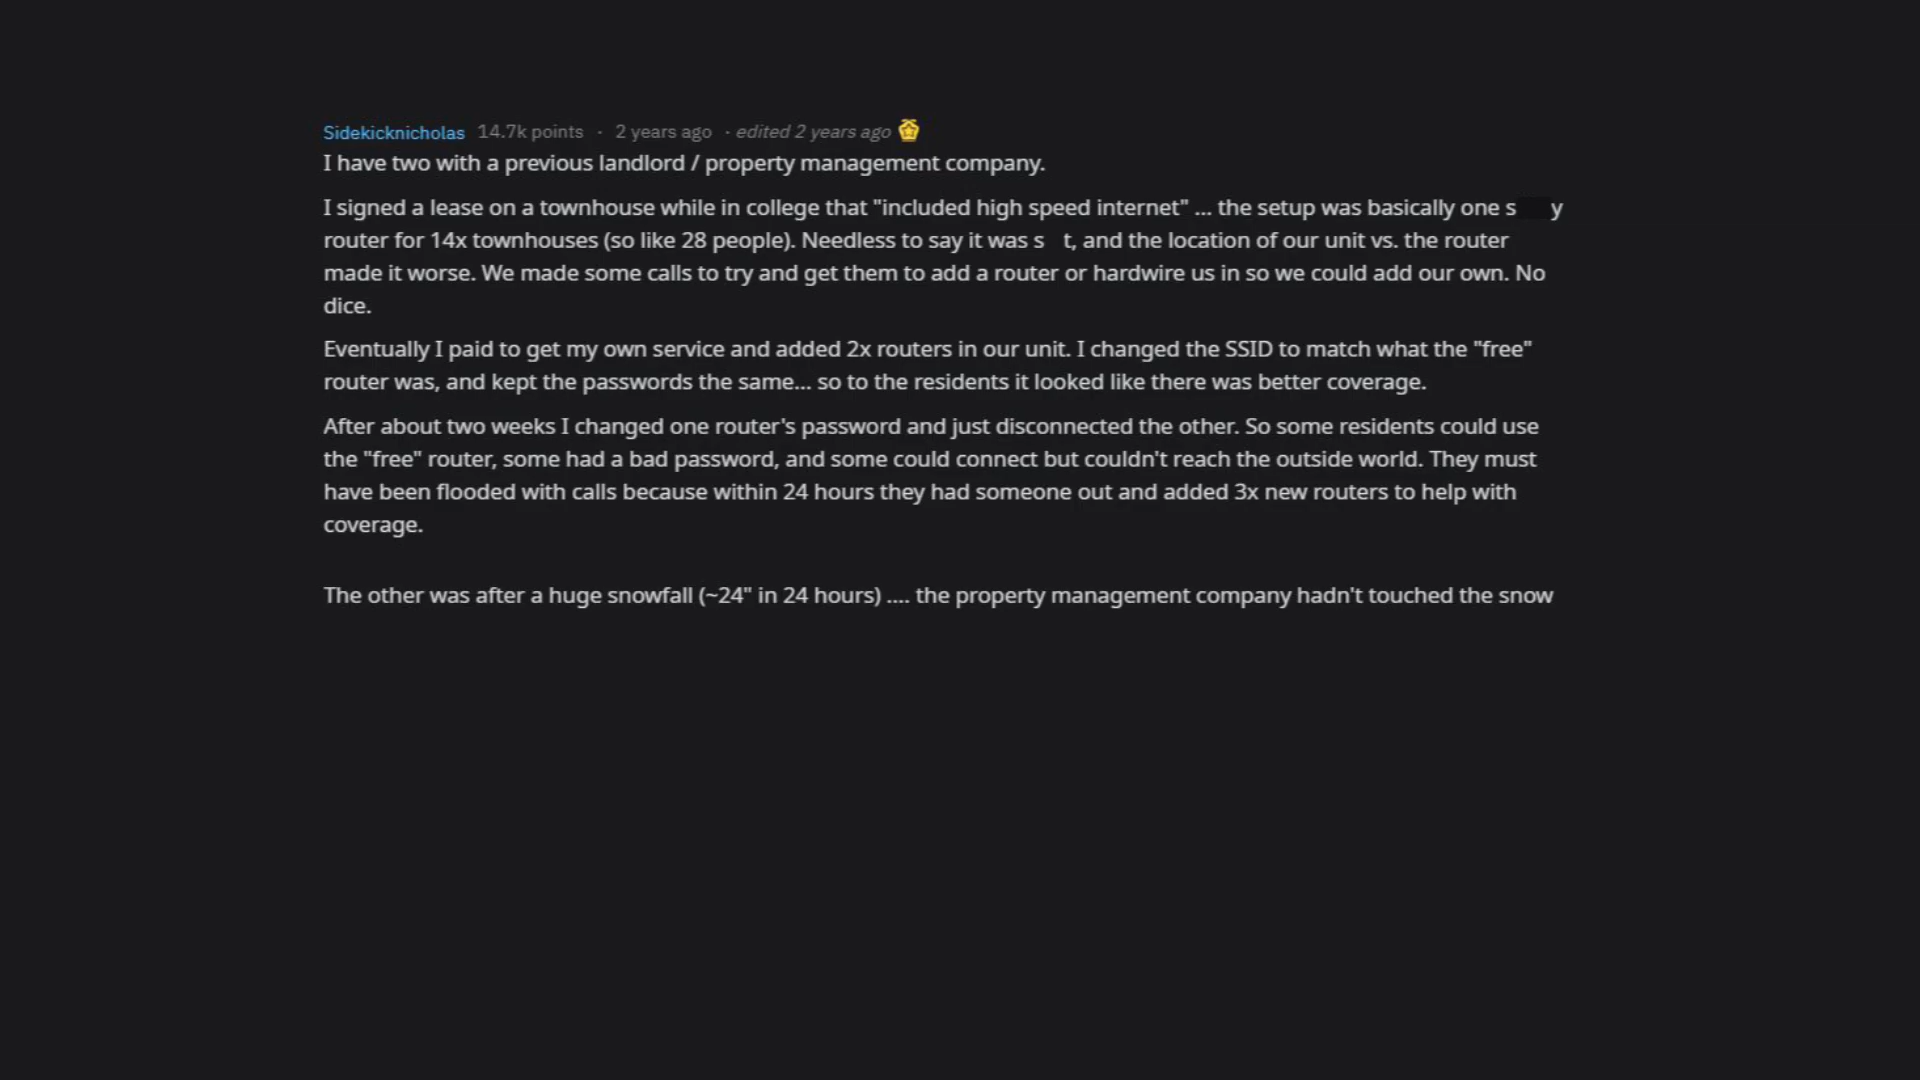 Sidekicknicholas 14.7k points · 2 years ago · edited 2 years ago
I have two with a previous landlord / property management company.
I signed a lease on a townhouse while in college that "included high speed internet" ... the setup was basically one s y
router for 14x townhouses (so like 28 people). Needless to say it was s t, and the location of our unit vs. the router
made it worse. We made some calls to try and get them to add a router or hardwire us in so we could add our own. No
dice.
Eventually I paid to get my own service and added 2x routers in our unit. I changed the SSID to match what the "free"
router was, and kept the passwords the same... so to the residents it looked like there was better coverage.
After about two weeks I changed one router's password and just disconnected the other. So some residents could use
the "free" router, some had a bad password, and some could connect but couldn't reach the outside world. They must
have been flooded with calls because within 24 hours they had someone out and added 3x new routers to help with
coverage.
The other was after a huge snowfall (~24" in 24 hours) .... the property management company hadn't touched the snow